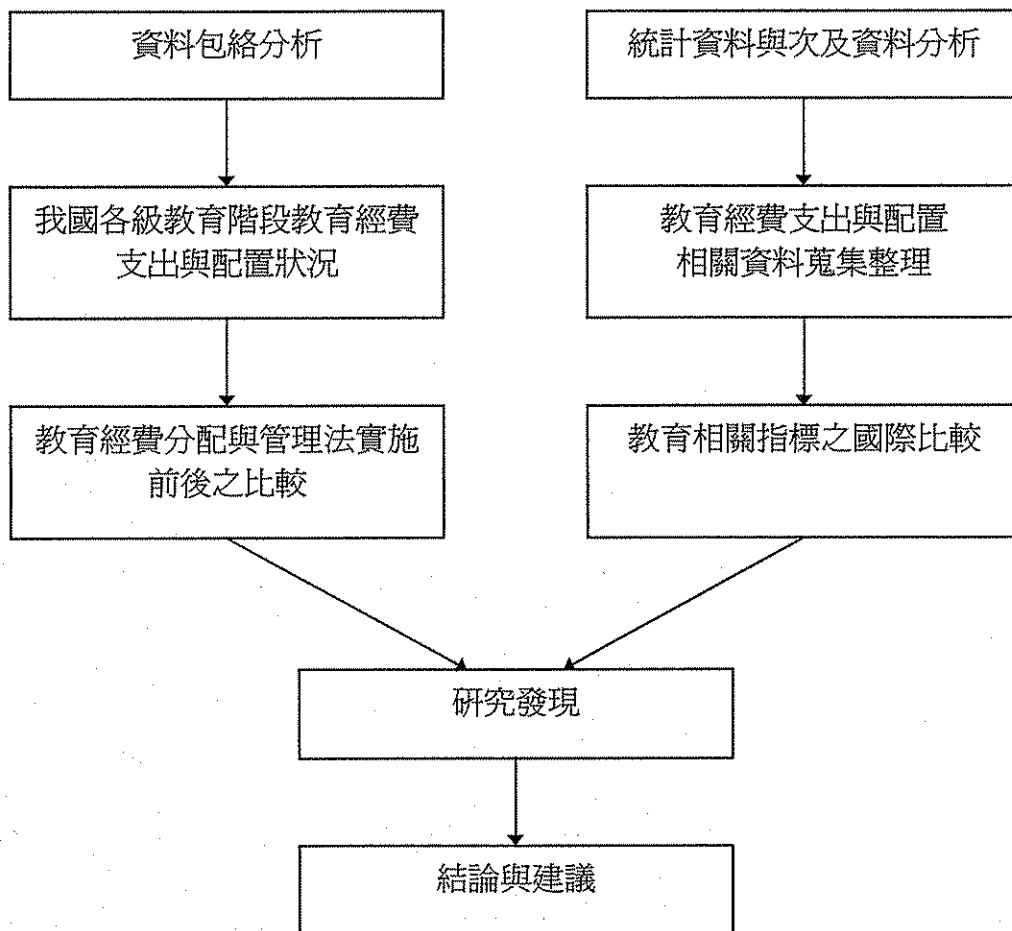 資料包絡分析
統計資料與次及資料分析
我國各級教育階段教育經費
支出與配置狀況
教育經費支出與配置
相關資料蒐集整理
教育經費分配與管理法實施
前後之比較
教育相關指標之國際比較
研究發現
結論與建議